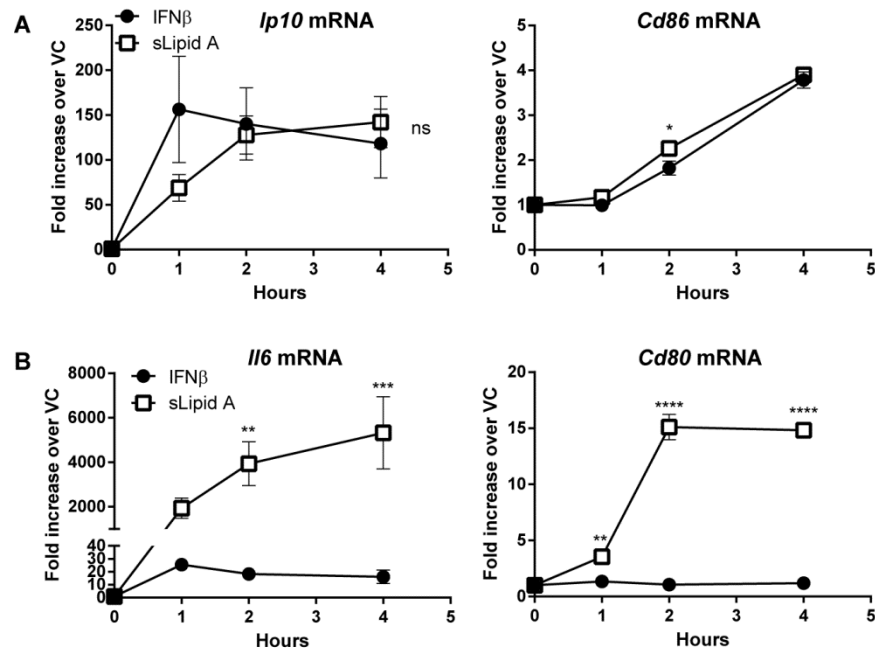 A
IFNβ
sLipid A
Ip10 mRNA
Fold increase over VC
250
200
150
100
50
0
ns
0 1 2 3 4 5
Hours
Cd86 mRNA
Fold increase over VC
5
4
3
2
1
0
*
0 1 2 3 4 5
Hours
B
IFNβ
sLipid A
Il6 mRNA
Fold increase over VC
8000
6000
4000
2000
40
30
20
10
0
**
***
0 1 2 3 4 5
Hours
Cd80 mRNA
Fold increase over VC
20
15
10
5
0
**
****
****
0 1 2 3 4 5
Hours